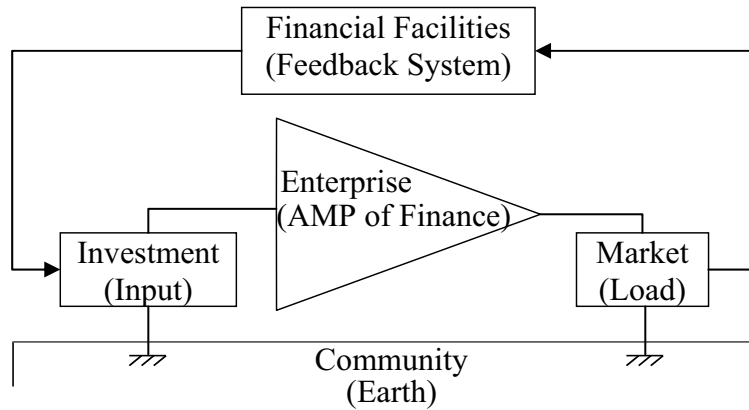 Financial Facilities
(Feedback System)
Enterprise
(AMP of Finance)
Investment
(Input)
Market
(Load)
Community
(Earth)